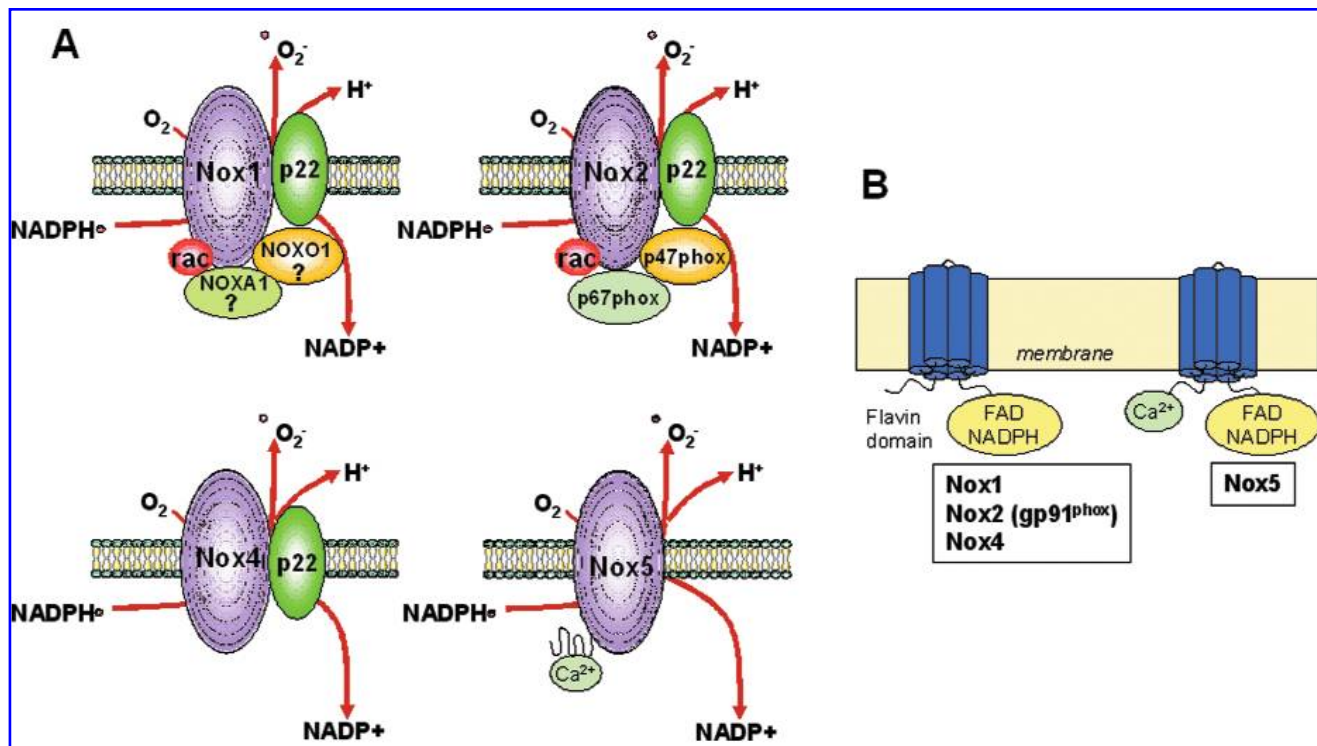 A
O₂⁻
H⁺
O₂
Nox1
p22
NADPH
rac
NOXO1
?
NOXA1
?
NADP+
O₂⁻
H⁺
O₂
Nox2
p22
NADPH
rac
p47phox
p67phox
NADP+
O₂⁻
H⁺
O₂
Nox4
p22
NADPH
NADP+
O₂⁻
H⁺
O₂
Nox5
NADPH
Ca²⁺
NADP+
B
membrane
Flavin
domain
FAD
NADPH
Ca²⁺
FAD
NADPH
Nox1
Nox2 (gp91ᵖʰᵒˣ)
Nox4
Nox5